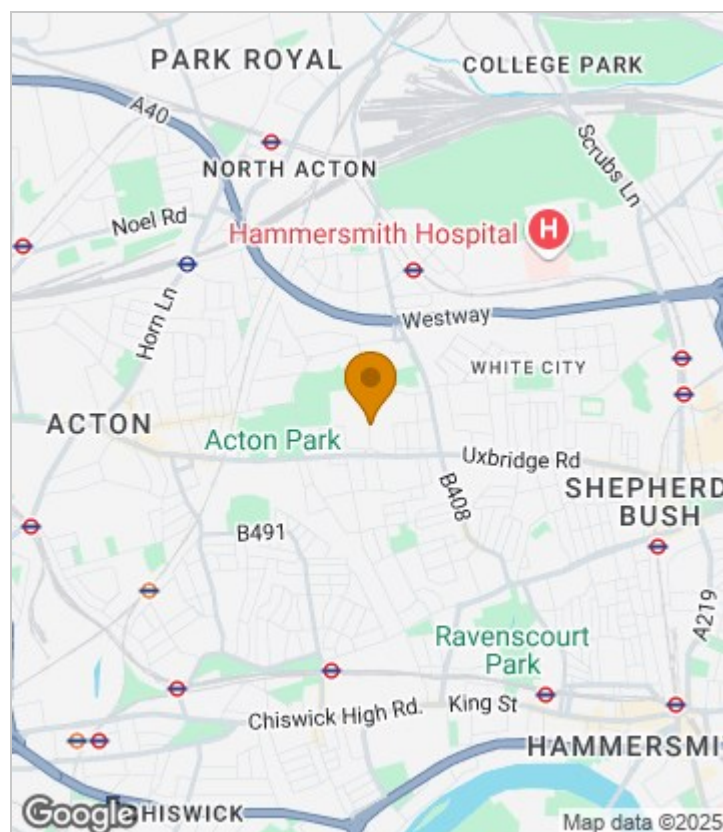 PARK ROYAL
COLLEGE PARK
A40
NORTH ACTON
Scrubs Ln
Noel Rd
Hammersmith Hospital
H
Horn Ln
Westway
WHITE CITY
ACTON
Acton Park
Uxbridge Rd
B408
SHEPHERD
BUSH
B491
A219
Ravenscourt
Park
Chiswick High Rd.
King St
HAMMERSMI
Google
CHISWICK
Map data ©2025